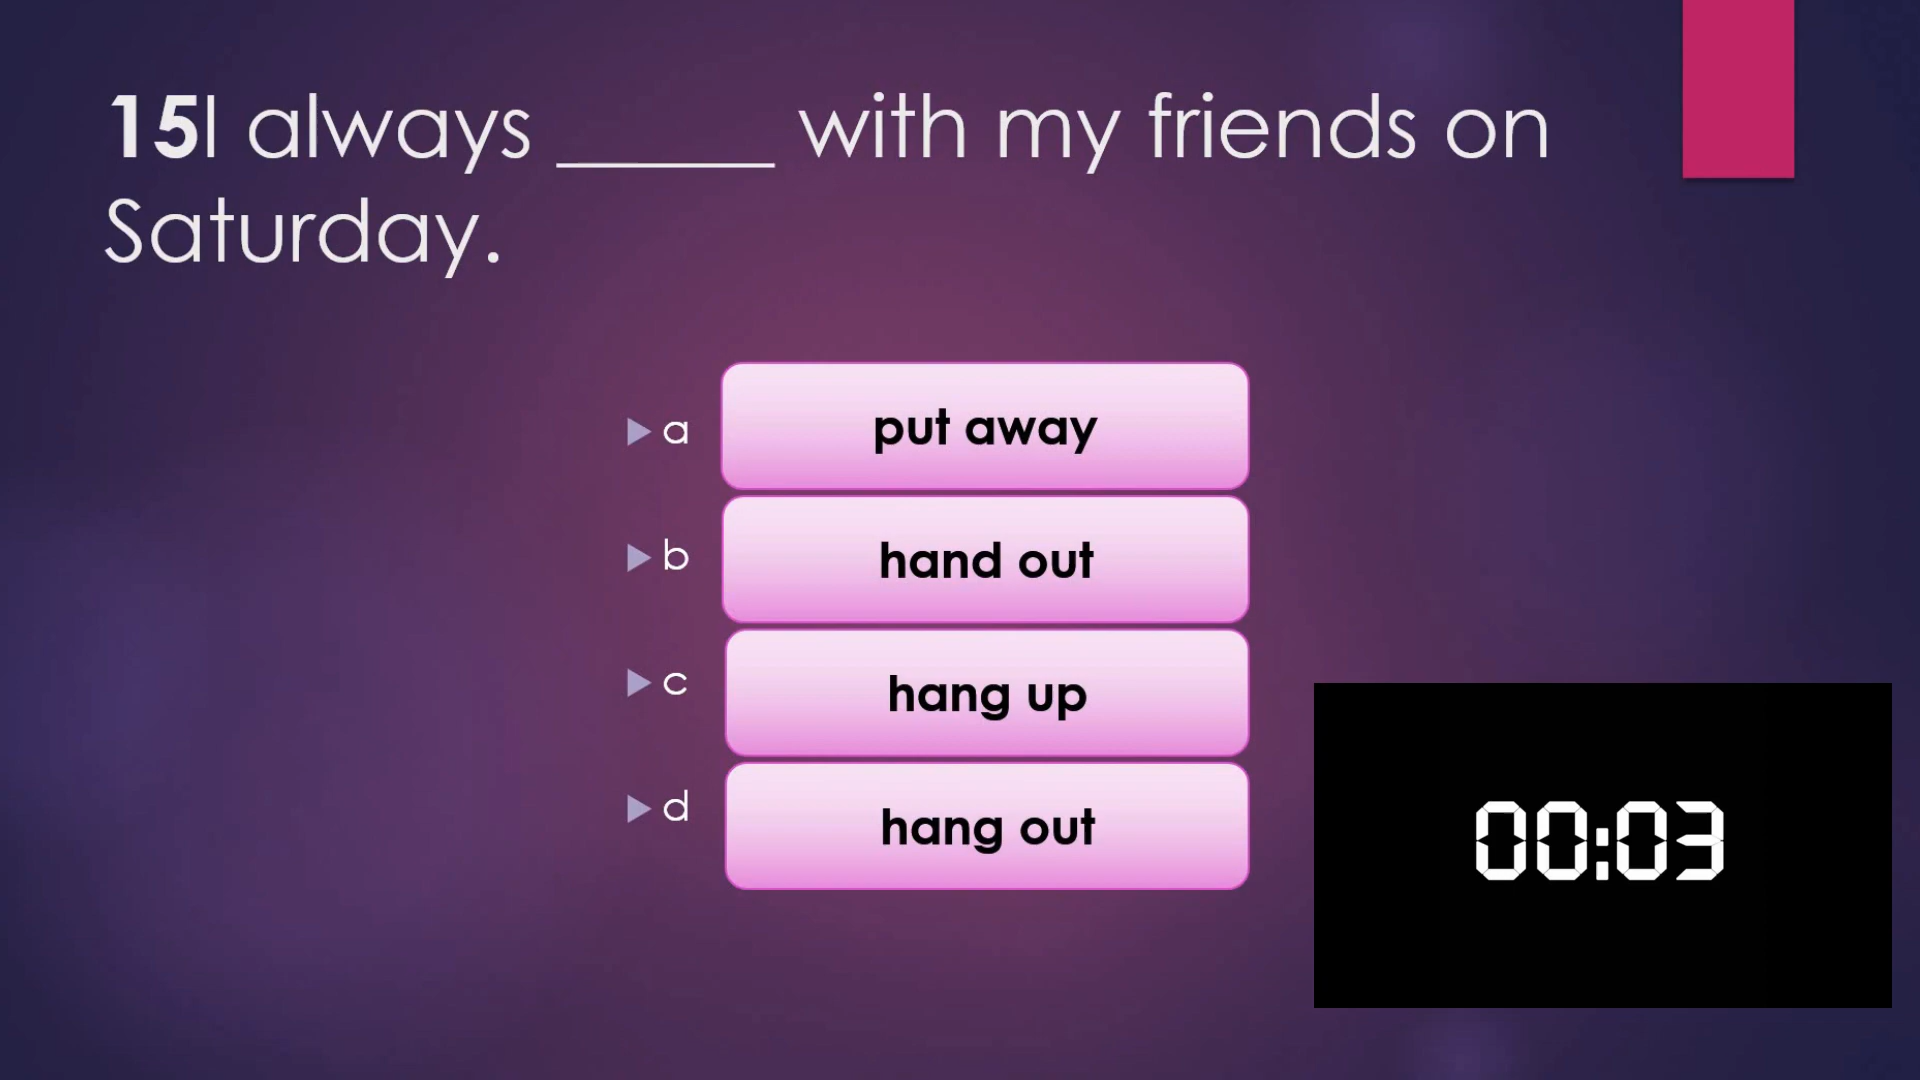 15I always _____ with my friends on
Saturday.
a put away
b hand out
c hang up
d hang out
00:03